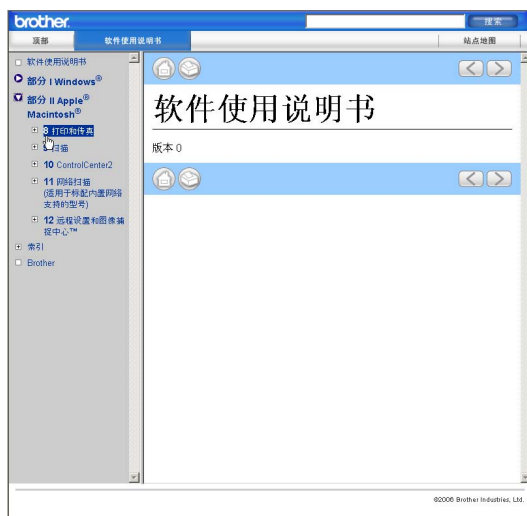 brother
搜索
顶部
软件使用说明书
站点地图
软件使用说明书
部分 I Windows®
部分 II Apple®
Macintosh®
8 打印和传真
9 扫描
10 ControlCenter2
11 网络扫描
(适用于标配内置网络
支持的型号)
12 远程设置和图像捕
捉中心™
索引
Brother
软件使用说明书
版本 0
©2006 Brother Industries, Ltd.